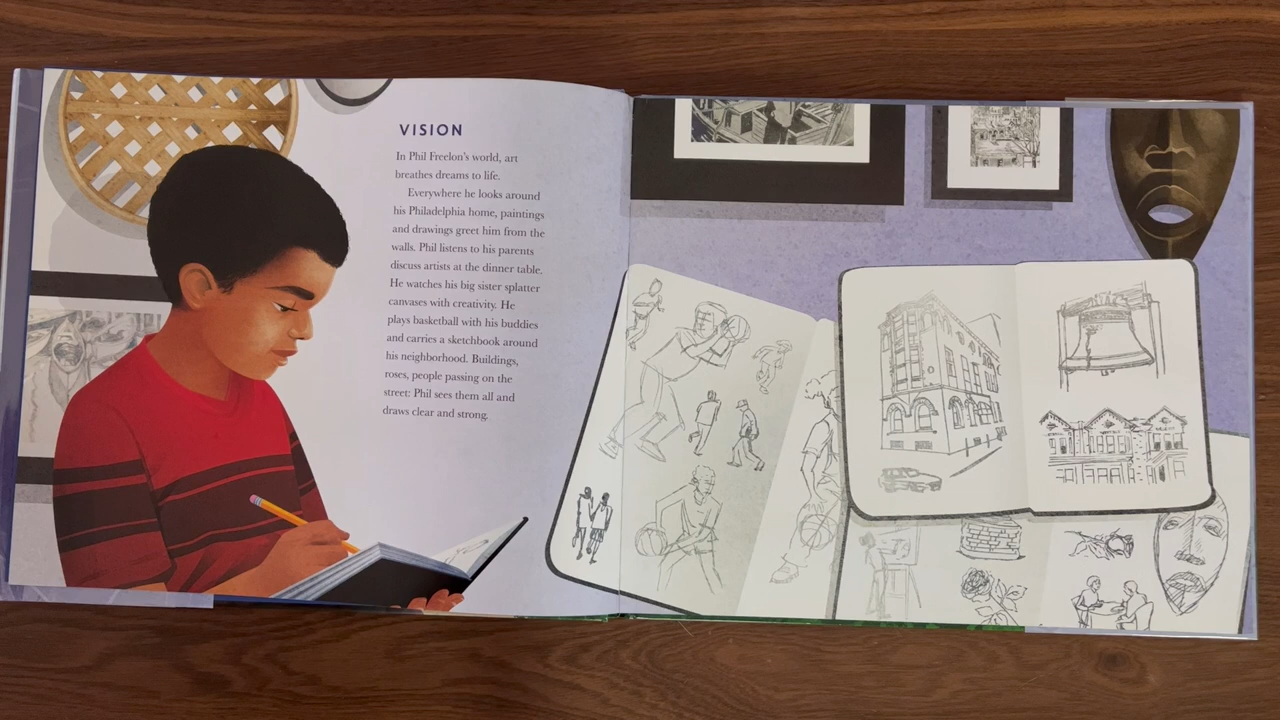 VISION
In Phil Freelon's world, art
breathes dreams to life.
Everywhere he looks around
his Philadelphia home, paintings
and drawings greet him from the
walls. Phil listens to his parents
discuss artists at the dinner table.
He watches his big sister splatter
canvases with creativity. He
plays basketball with his buddies
and carries a sketchbook around
his neighborhood. Buildings,
roses, people passing on the
street: Phil sees them all and
draws clear and strong.